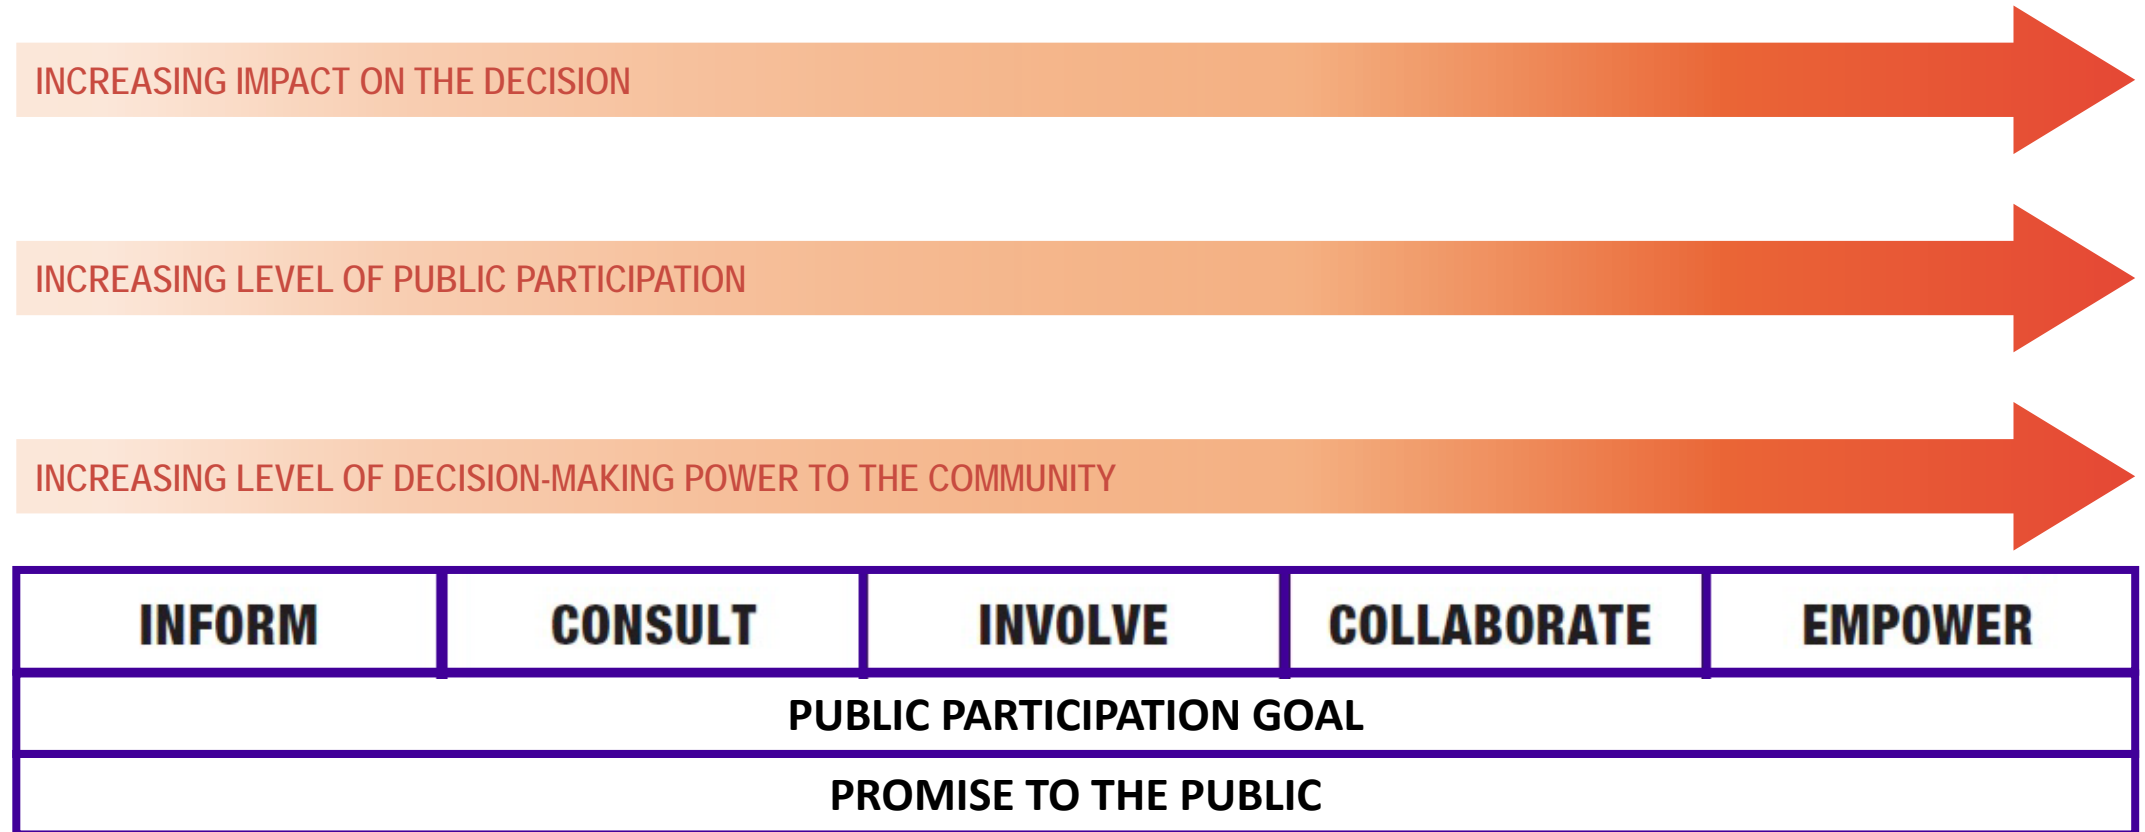 INCREASING IMPACT ON THE DECISION
INCREASING LEVEL OF PUBLIC PARTICIPATION
INCREASING LEVEL OF DECISION-MAKING POWER TO THE COMMUNITY
INFORM CONSULT INVOLVE COLLABORATE EMPOWER
PUBLIC PARTICIPATION GOAL
PROMISE TO THE PUBLIC